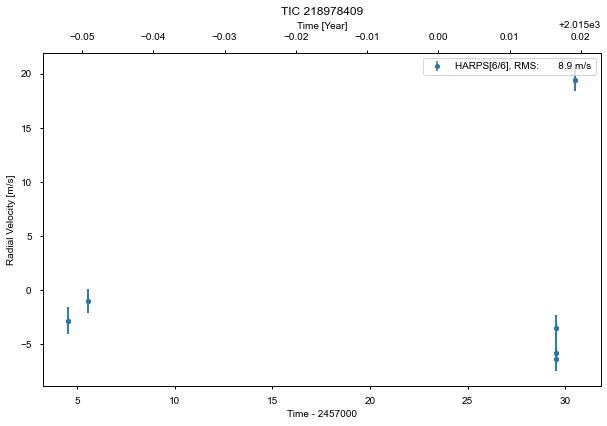 TIC 218978409
Time [Year]
+2.015e3
−0.05 −0.04 −0.03 −0.02 −0.01 0.00 0.01 0.02
HARPS[6/6], RMS: 8.9 m/s
20
15
10
5
0
−5
Radial Velocity [m/s]
5 10 15 20 25 30
Time - 2457000